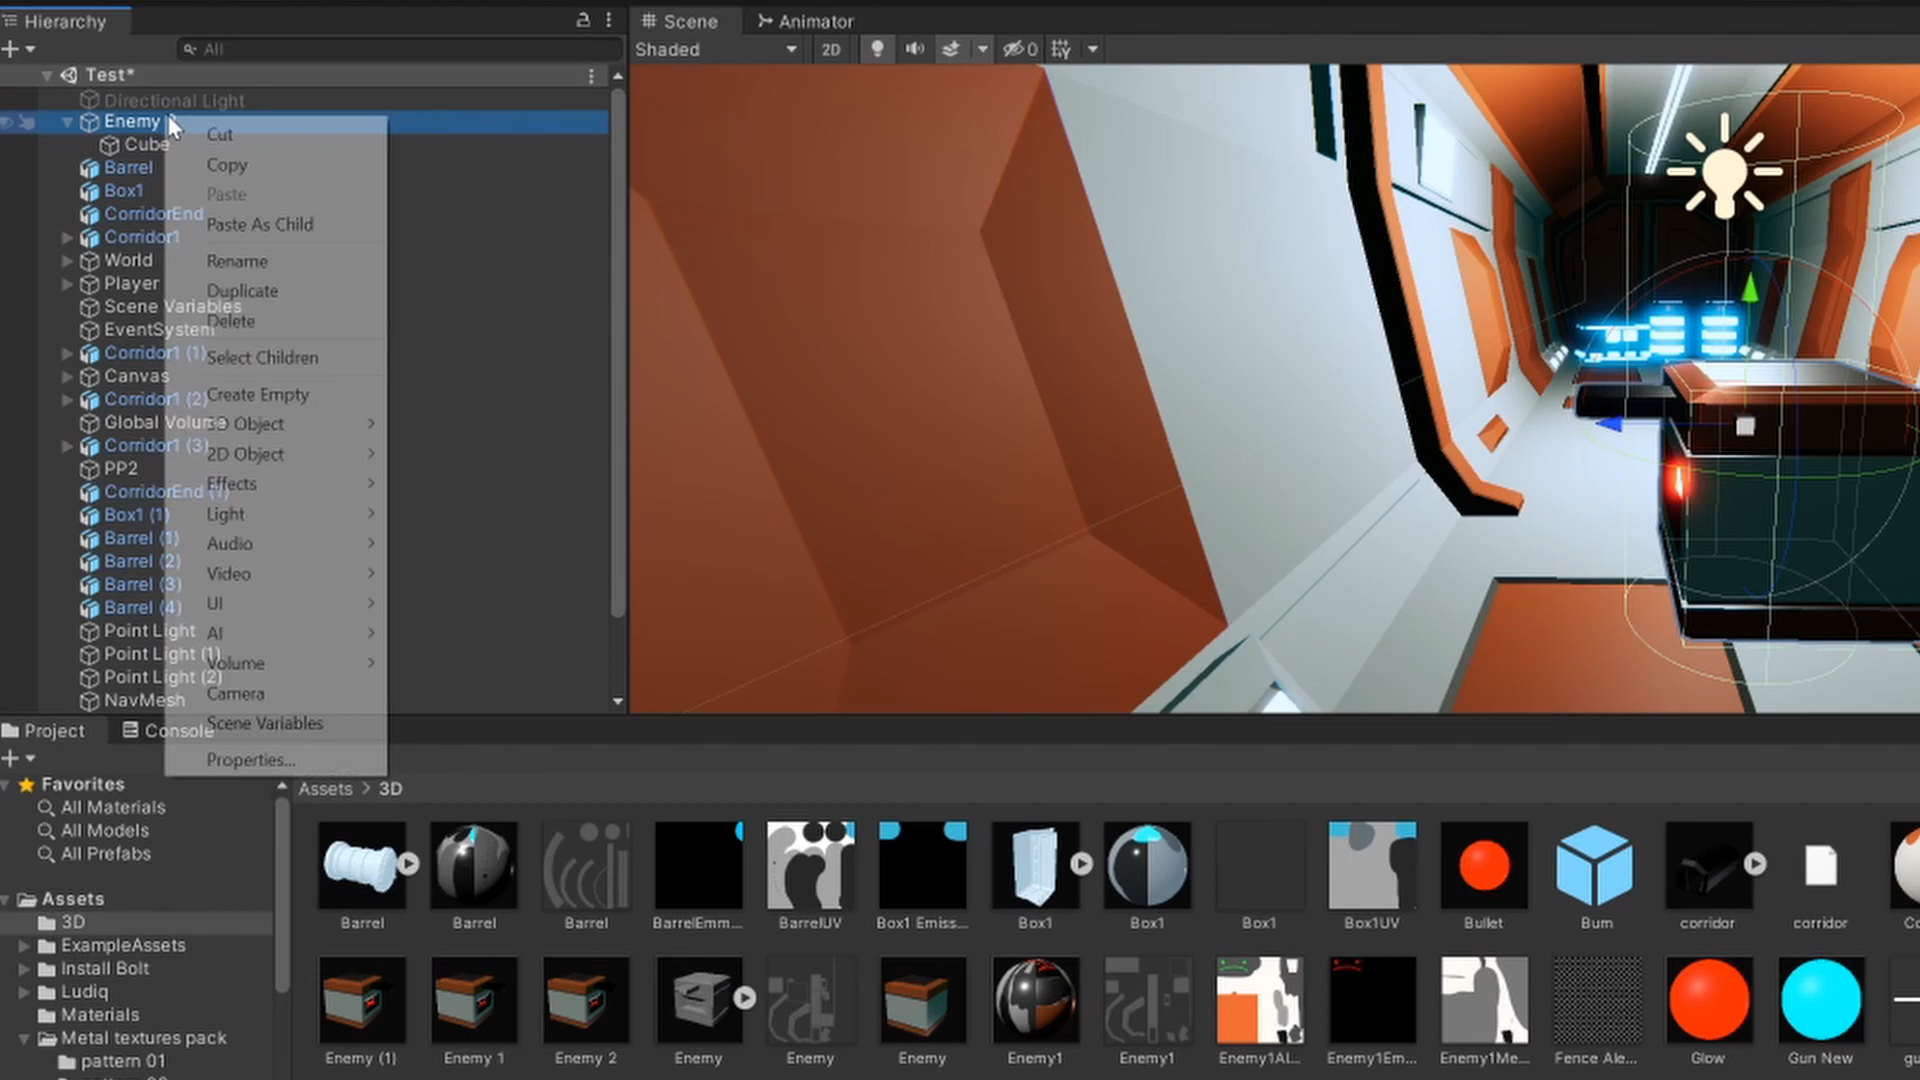 Hierarchy
All
Test*
Directional Light
Enemy
Cube
Barrel
Box1
CorridorEnd
Corridor1
World
Player
Scene Variables
EventSystem
Corridor1 (1)
Canvas
Corridor1 (2)
Global Volume
Corridor1 (3)
PP2
CorridorEnd (1)
Box1 (1)
Barrel (1)
Barrel (2)
Barrel (3)
Barrel (4)
Point Light
Point Light (1)
Point Light (2)
NavMesh
Cut
Copy
Paste
Paste As Child
Rename
Duplicate
Delete
Select Children
Create Empty
3D Object
2D Object
Effects
Light
Audio
Video
UI
AI
Volume
Camera
Scene Variables
Properties...
Scene
Animator
Shaded
2D
0
Project
Console
Favorites
All Materials
All Models
All Prefabs
Assets
3D
ExampleAssets
Install Bolt
Ludiq
Materials
Metal textures pack
pattern 01
Assets > 3D
Barrel
Barrel
Barrel
BarrelEmm...
BarrelUV
Box1 Emiss...
Box1
Box1
Box1
Box1UV
Bullet
Bum
corridor
corridor
Enemy (1)
Enemy 1
Enemy 2
Enemy
Enemy
Enemy
Enemy1
Enemy1
Enemy1Al...
Enemy1Em...
Enemy1Me...
Fence Ale...
Glow
Gun New